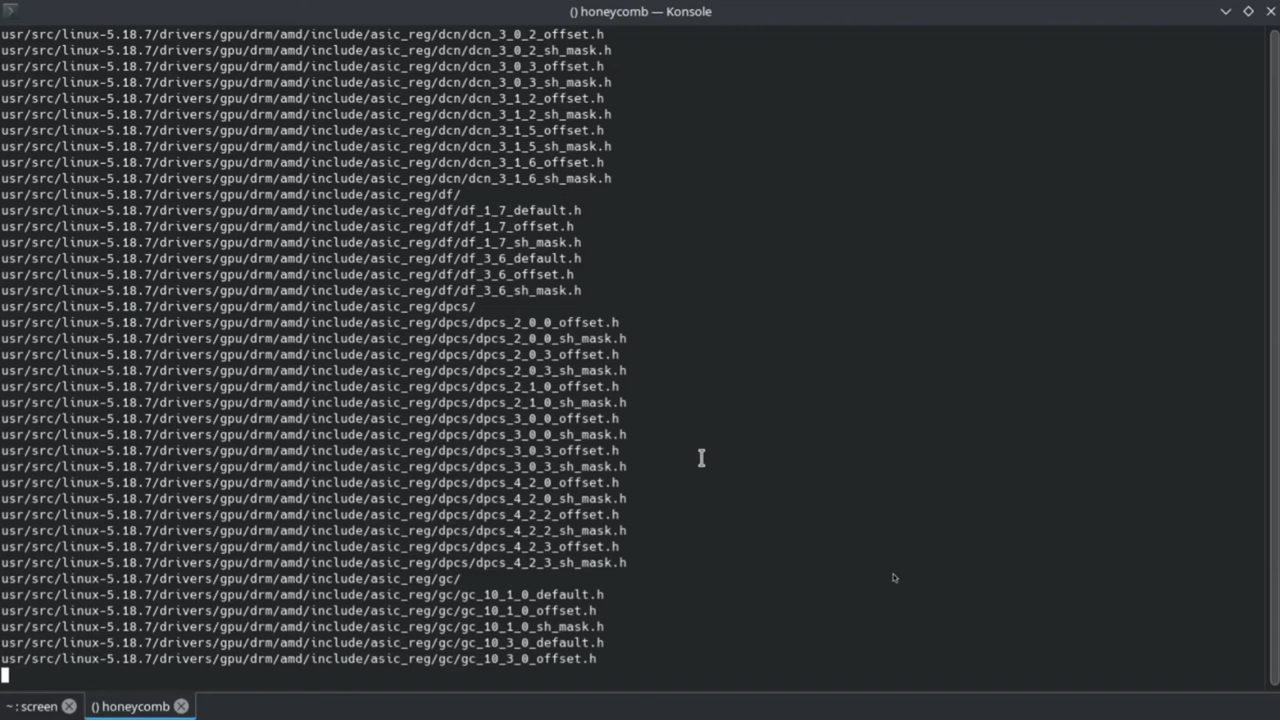 () honeycomb — Konsole
usr/src/linux-5.18.7/drivers/gpu/drm/amd/include/asic_reg/dcn/dcn_3_0_2_offset.h
usr/src/linux-5.18.7/drivers/gpu/drm/amd/include/asic_reg/dcn/dcn_3_0_2_sh_mask.h
usr/src/linux-5.18.7/drivers/gpu/drm/amd/include/asic_reg/dcn/dcn_3_0_3_offset.h
usr/src/linux-5.18.7/drivers/gpu/drm/amd/include/asic_reg/dcn/dcn_3_0_3_sh_mask.h
usr/src/linux-5.18.7/drivers/gpu/drm/amd/include/asic_reg/dcn/dcn_3_1_2_offset.h
usr/src/linux-5.18.7/drivers/gpu/drm/amd/include/asic_reg/dcn/dcn_3_1_2_sh_mask.h
usr/src/linux-5.18.7/drivers/gpu/drm/amd/include/asic_reg/dcn/dcn_3_1_5_offset.h
usr/src/linux-5.18.7/drivers/gpu/drm/amd/include/asic_reg/dcn/dcn_3_1_5_sh_mask.h
usr/src/linux-5.18.7/drivers/gpu/drm/amd/include/asic_reg/dcn/dcn_3_1_6_offset.h
usr/src/linux-5.18.7/drivers/gpu/drm/amd/include/asic_reg/dcn/dcn_3_1_6_sh_mask.h
usr/src/linux-5.18.7/drivers/gpu/drm/amd/include/asic_reg/df/
usr/src/linux-5.18.7/drivers/gpu/drm/amd/include/asic_reg/df/df_1_7_default.h
usr/src/linux-5.18.7/drivers/gpu/drm/amd/include/asic_reg/df/df_1_7_offset.h
usr/src/linux-5.18.7/drivers/gpu/drm/amd/include/asic_reg/df/df_1_7_sh_mask.h
usr/src/linux-5.18.7/drivers/gpu/drm/amd/include/asic_reg/df/df_3_6_default.h
usr/src/linux-5.18.7/drivers/gpu/drm/amd/include/asic_reg/df/df_3_6_offset.h
usr/src/linux-5.18.7/drivers/gpu/drm/amd/include/asic_reg/df/df_3_6_sh_mask.h
usr/src/linux-5.18.7/drivers/gpu/drm/amd/include/asic_reg/dpcs/
usr/src/linux-5.18.7/drivers/gpu/drm/amd/include/asic_reg/dpcs/dpcs_2_0_0_offset.h
usr/src/linux-5.18.7/drivers/gpu/drm/amd/include/asic_reg/dpcs/dpcs_2_0_0_sh_mask.h
usr/src/linux-5.18.7/drivers/gpu/drm/amd/include/asic_reg/dpcs/dpcs_2_0_3_offset.h
usr/src/linux-5.18.7/drivers/gpu/drm/amd/include/asic_reg/dpcs/dpcs_2_0_3_sh_mask.h
usr/src/linux-5.18.7/drivers/gpu/drm/amd/include/asic_reg/dpcs/dpcs_2_1_0_offset.h
usr/src/linux-5.18.7/drivers/gpu/drm/amd/include/asic_reg/dpcs/dpcs_2_1_0_sh_mask.h
usr/src/linux-5.18.7/drivers/gpu/drm/amd/include/asic_reg/dpcs/dpcs_3_0_0_offset.h
usr/src/linux-5.18.7/drivers/gpu/drm/amd/include/asic_reg/dpcs/dpcs_3_0_0_sh_mask.h
usr/src/linux-5.18.7/drivers/gpu/drm/amd/include/asic_reg/dpcs/dpcs_3_0_3_offset.h
usr/src/linux-5.18.7/drivers/gpu/drm/amd/include/asic_reg/dpcs/dpcs_3_0_3_sh_mask.h
usr/src/linux-5.18.7/drivers/gpu/drm/amd/include/asic_reg/dpcs/dpcs_4_2_0_offset.h
usr/src/linux-5.18.7/drivers/gpu/drm/amd/include/asic_reg/dpcs/dpcs_4_2_0_sh_mask.h
usr/src/linux-5.18.7/drivers/gpu/drm/amd/include/asic_reg/dpcs/dpcs_4_2_2_offset.h
usr/src/linux-5.18.7/drivers/gpu/drm/amd/include/asic_reg/dpcs/dpcs_4_2_2_sh_mask.h
usr/src/linux-5.18.7/drivers/gpu/drm/amd/include/asic_reg/dpcs/dpcs_4_2_3_offset.h
usr/src/linux-5.18.7/drivers/gpu/drm/amd/include/asic_reg/dpcs/dpcs_4_2_3_sh_mask.h
usr/src/linux-5.18.7/drivers/gpu/drm/amd/include/asic_reg/gc/
usr/src/linux-5.18.7/drivers/gpu/drm/amd/include/asic_reg/gc/gc_10_1_0_default.h
usr/src/linux-5.18.7/drivers/gpu/drm/amd/include/asic_reg/gc/gc_10_1_0_offset.h
usr/src/linux-5.18.7/drivers/gpu/drm/amd/include/asic_reg/gc/gc_10_1_0_sh_mask.h
usr/src/linux-5.18.7/drivers/gpu/drm/amd/include/asic_reg/gc/gc_10_3_0_default.h
usr/src/linux-5.18.7/drivers/gpu/drm/amd/include/asic_reg/gc/gc_10_3_0_offset.h
~ : screen
() honeycomb